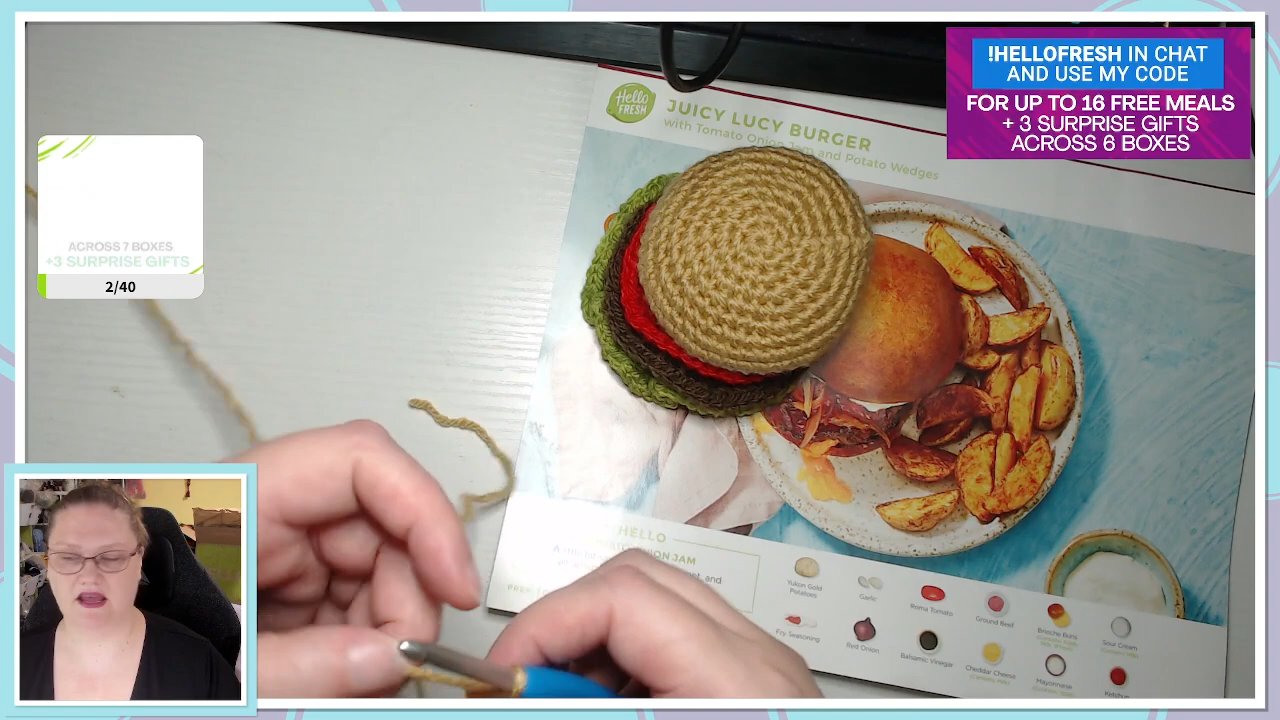 !HELLOFRESH IN CHAT
AND USE MY CODE
FOR UP TO 16 FREE MEALS
+ 3 SURPRISE GIFTS
ACROSS 6 BOXES
Hello
FRESH
JUICY LUCY BURGER
with Tomato Onion Jam and Potato Wedges
ACROSS 7 BOXES
+3 SURPRISE GIFTS
2/40
HELLO
ONION JAM
and
Yukon Gold
Potatoes
Garlic
Roma Tomato
Ground Beef
Brioche Buns
Sour Cream
Fry Seasoning
Red Onion
Balsamic Vinegar
Cheddar Cheese
Mayonnaise
Ketchup